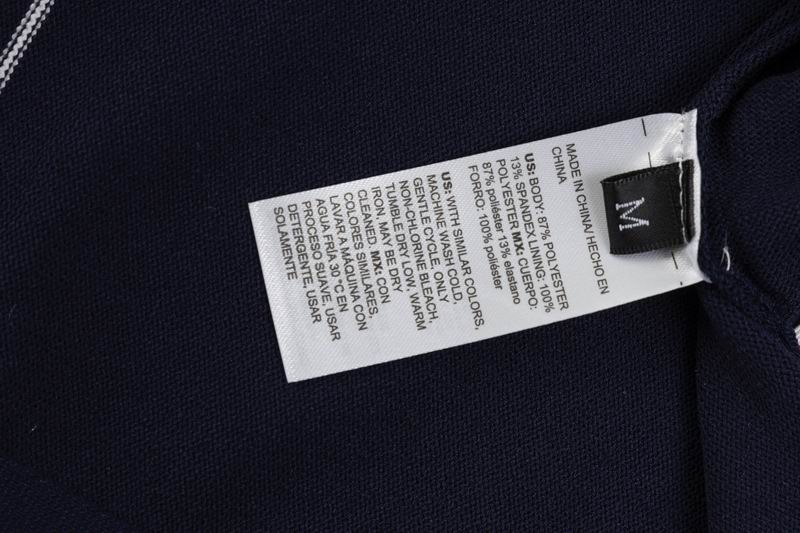 M
MADE IN CHINA/ HECHO EN
CHINA
US: BODY: 87% POLYESTER
13% SPANDEX LINING: 100%
POLYESTER MX: CUERPO:
87% poliéster 13% elastano
FORRO: 100% poliéster
US: WITH SIMILAR COLORS,
MACHINE WASH COLD,
GENTLE CYCLE, ONLY
NON-CHLORINE BLEACH,
TUMBLE DRY LOW, WARM
IRON, MAY BE DRY
CLEANED. MX: CON
COLORES SIMILARES,
LAVAR A MÁQUINA CON
AGUA FRÍA 30 °C EN
PROCESO SUAVE, USAR
DETERGENTE, USAR
SOLAMENTE